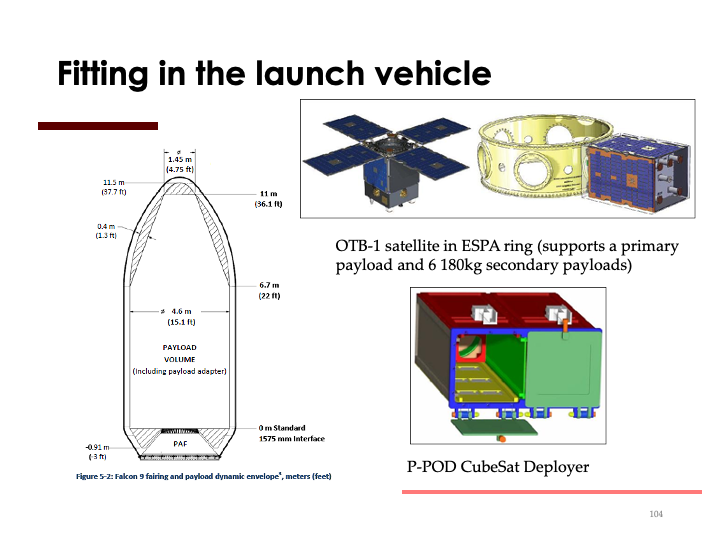 Fitting in the launch vehicle
ø
1.45 m
(4.75 ft)
11.5 m
(37.7 ft)
11 m
(36.1 ft)
0.4 m
(1.3 ft)
6.7 m
(22 ft)
ø 4.6 m
(15.1 ft)
PAYLOAD
VOLUME
(Including payload adapter)
0 m Standard
1575 mm Interface
PAF
-0.91 m
(-3 ft)
Figure 5-2: Falcon 9 fairing and payload dynamic envelope, meters (feet)
OTB-1 satellite in ESPA ring (supports a primary
payload and 6 180kg secondary payloads)
P-POD CubeSat Deployer
104